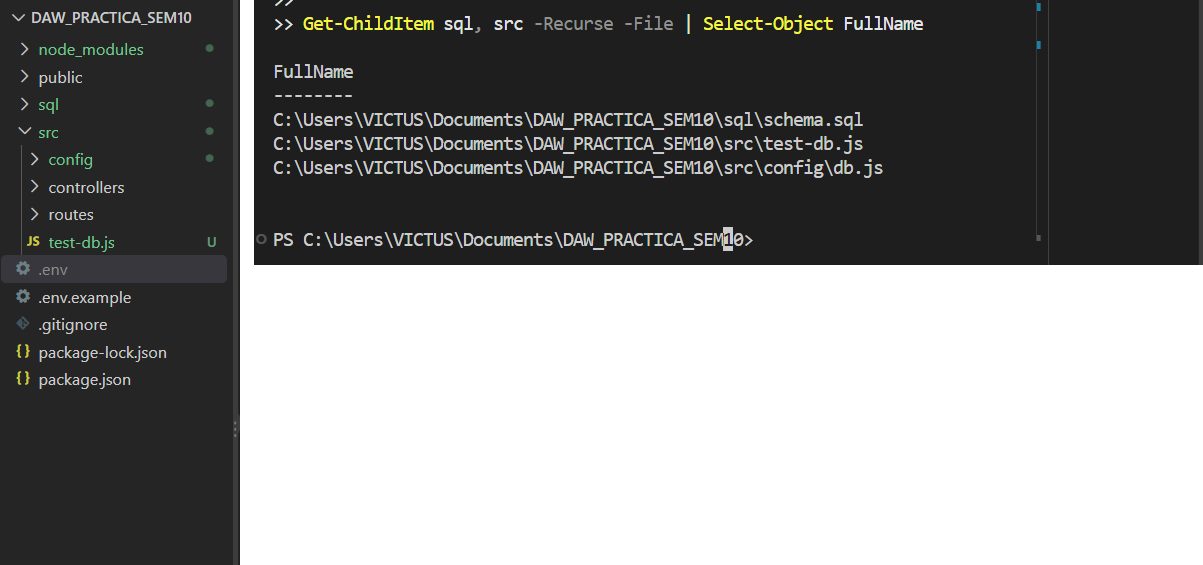 DAW_PRACTICA_SEM10
node_modules
public
sql
src
config
controllers
routes
JS test-db.js U
.env
.env.example
.gitignore
{} package-lock.json
{} package.json
>>
>> Get-ChildItem sql, src -Recurse -File | Select-Object FullName
FullName
--------
C:\Users\VICTUS\Documents\DAW_PRACTICA_SEM10\sql\schema.sql
C:\Users\VICTUS\Documents\DAW_PRACTICA_SEM10\src\test-db.js
C:\Users\VICTUS\Documents\DAW_PRACTICA_SEM10\src\config\db.js
PS C:\Users\VICTUS\Documents\DAW_PRACTICA_SEM10>